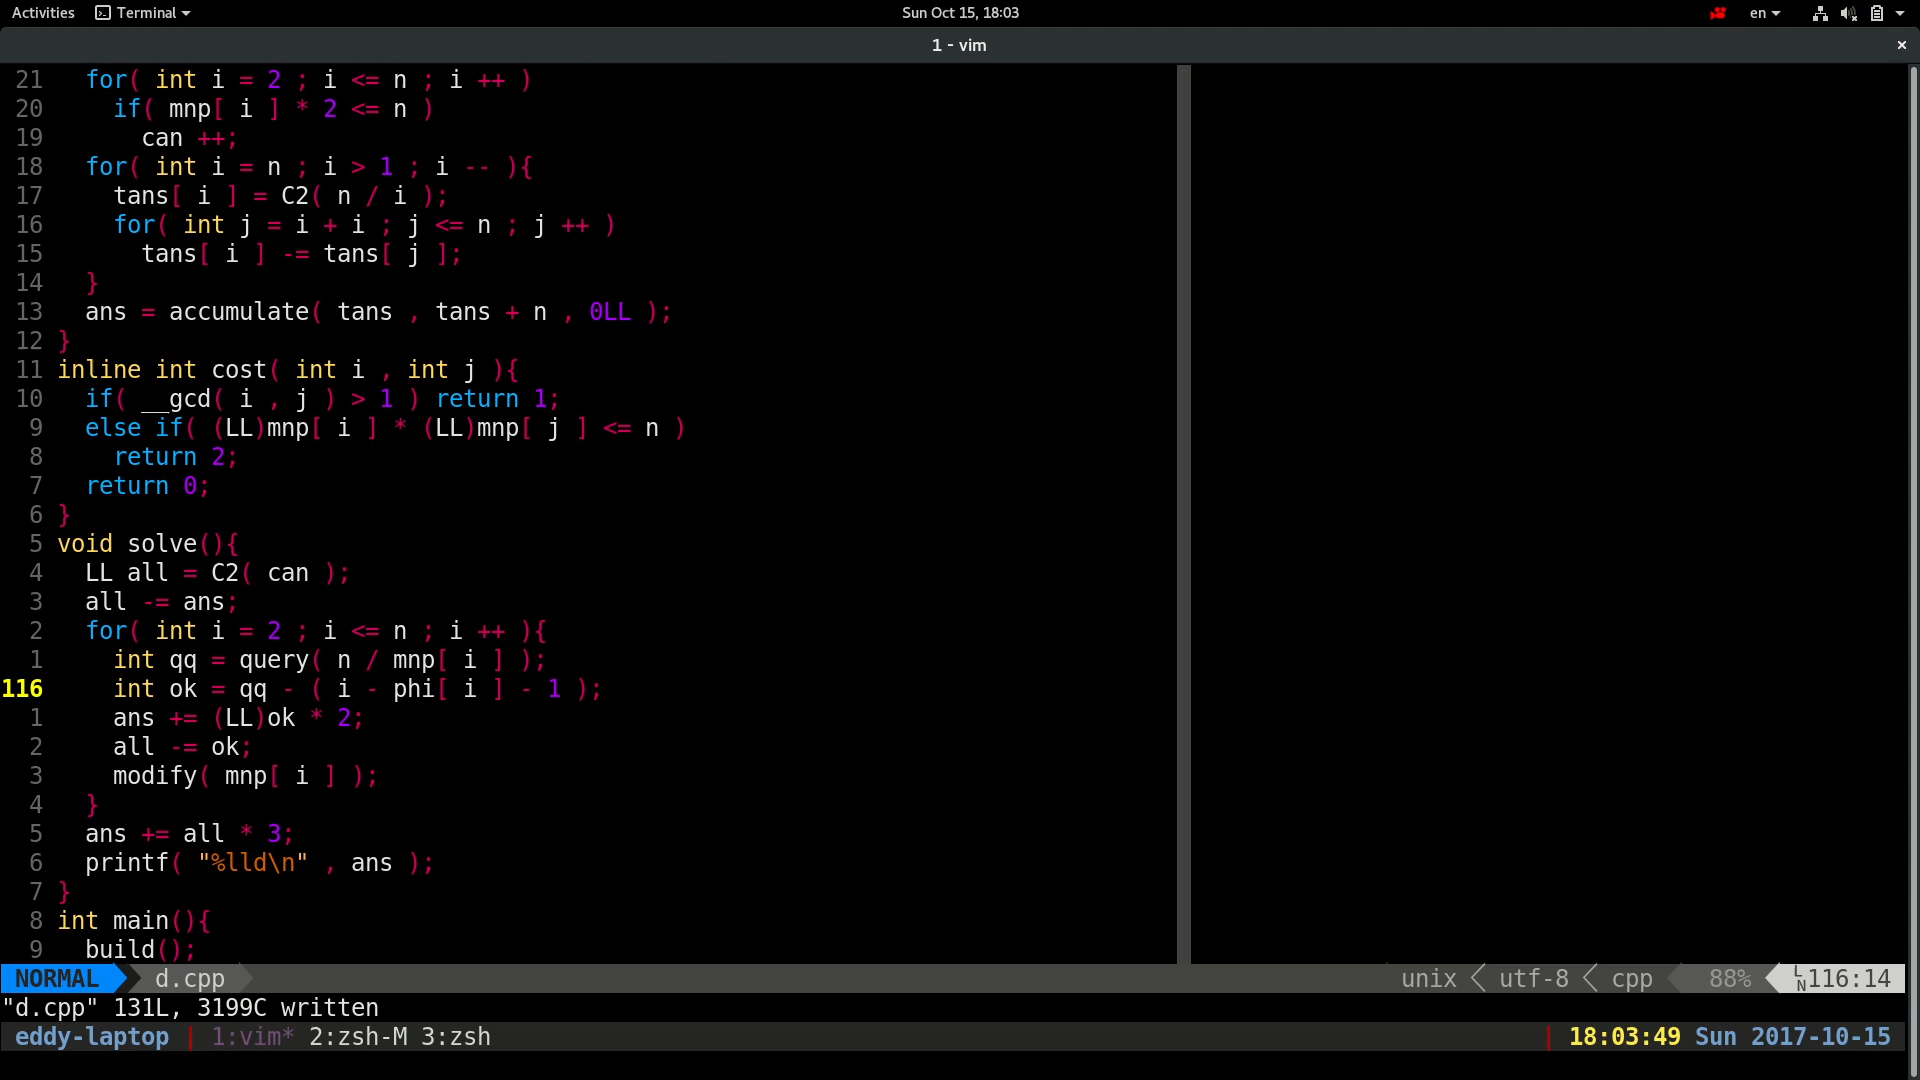 Activities Terminal Sun Oct 15, 18:03 en
1 - vim
21 for( int i = 2 ; i <= n ; i ++ )
20 if( mnp[ i ] * 2 <= n )
19 can ++;
18 for( int i = n ; i > 1 ; i -- ){
17 tans[ i ] = C2( n / i );
16 for( int j = i + i ; j <= n ; j ++ )
15 tans[ i ] -= tans[ j ];
14 }
13 ans = accumulate( tans , tans + n , 0LL );
12 }
11 inline int cost( int i , int j ){
10 if( __gcd( i , j ) > 1 ) return 1;
9 else if( (LL)mnp[ i ] * (LL)mnp[ j ] <= n )
8 return 2;
7 return 0;
6 }
5 void solve(){
4 LL all = C2( can );
3 all -= ans;
2 for( int i = 2 ; i <= n ; i ++ ){
1 int qq = query( n / mnp[ i ] );
116 int ok = qq - ( i - phi[ i ] - 1 );
1 ans += (LL)ok * 2;
2 all -= ok;
3 modify( mnp[ i ] );
4 }
5 ans += all * 3;
6 printf( "%lld\n" , ans );
7 }
8 int main(){
9 build();
NORMAL d.cpp unix utf-8 cpp 88% LN 116:14
"d.cpp" 131L, 3199C written
eddy-laptop | 1:vim* 2:zsh-M 3:zsh | 18:03:49 Sun 2017-10-15